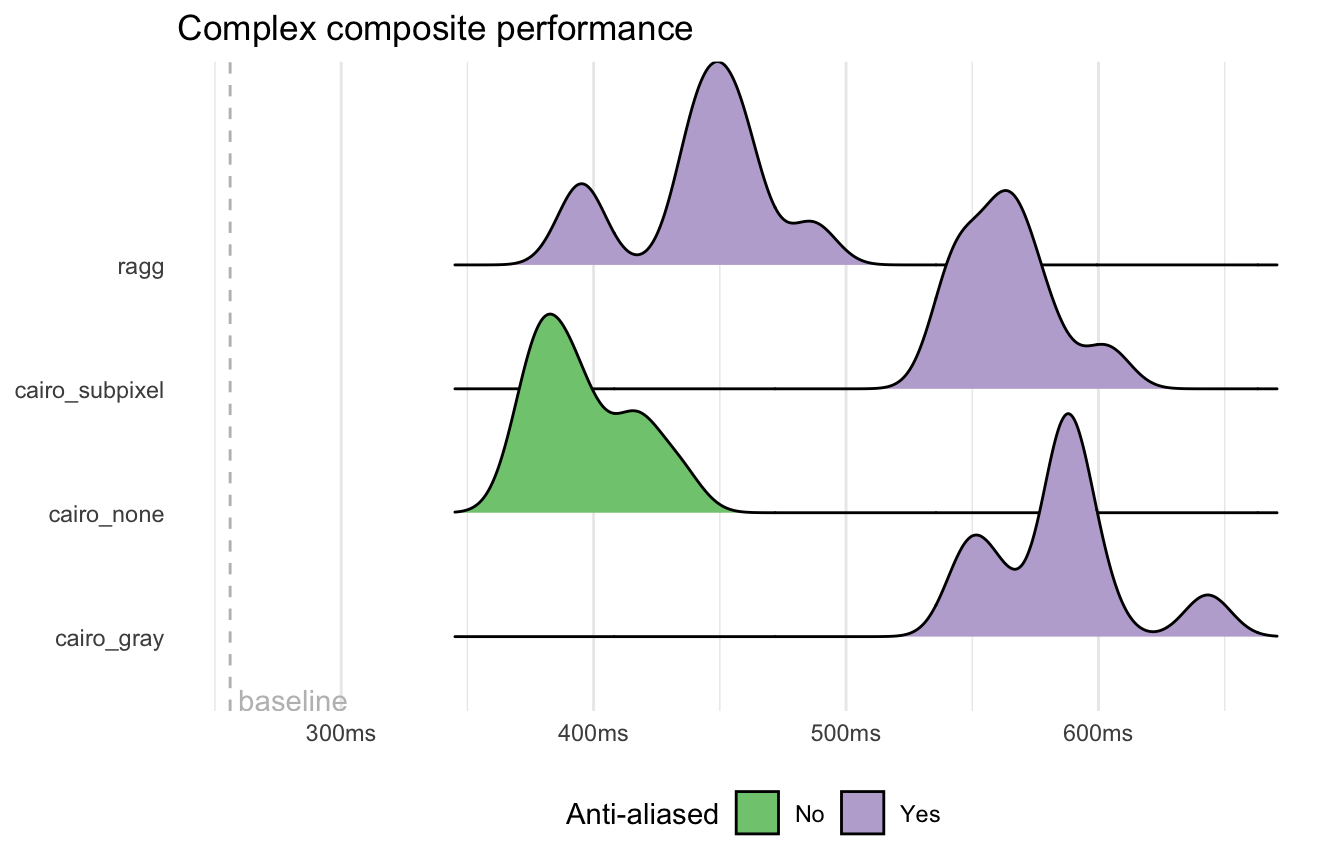 Complex composite performance
ragg
cairo_subpixel
cairo_none
cairo_gray
baseline
300ms 400ms 500ms 600ms
Anti-aliased No Yes